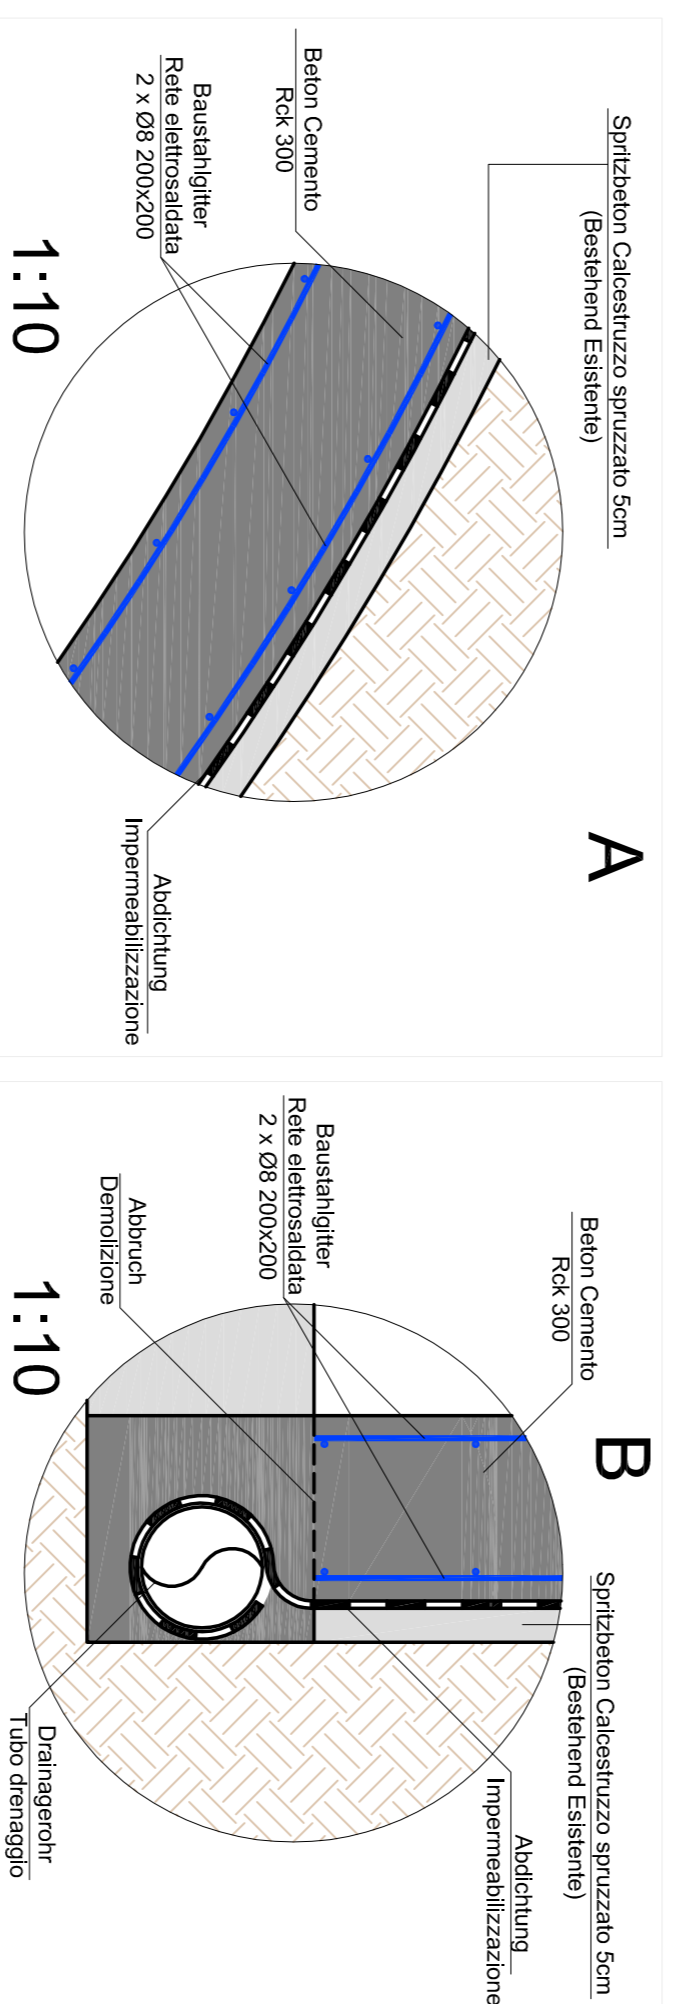 A
Spritzbeton Calcestruzzo spruzzato 5cm
(Bestehend Esistente)
Beton Cemento
Rck 300
Baustahlgitter
Rete elettrosaldata
2 x Ø8 200x200
Abdichtung
Impermeabilizzazione
1:10
B
Spritzbeton Calcestruzzo spruzzato 5cm
(Bestehend Esistente)
Beton Cemento
Rck 300
Baustahlgitter
Rete elettrosaldata
2 x Ø8 200x200
Abbruch
Demolizione
Abdichtung
Impermeabilizzazione
Drainagerohr
Tubo drenaggio
1:10